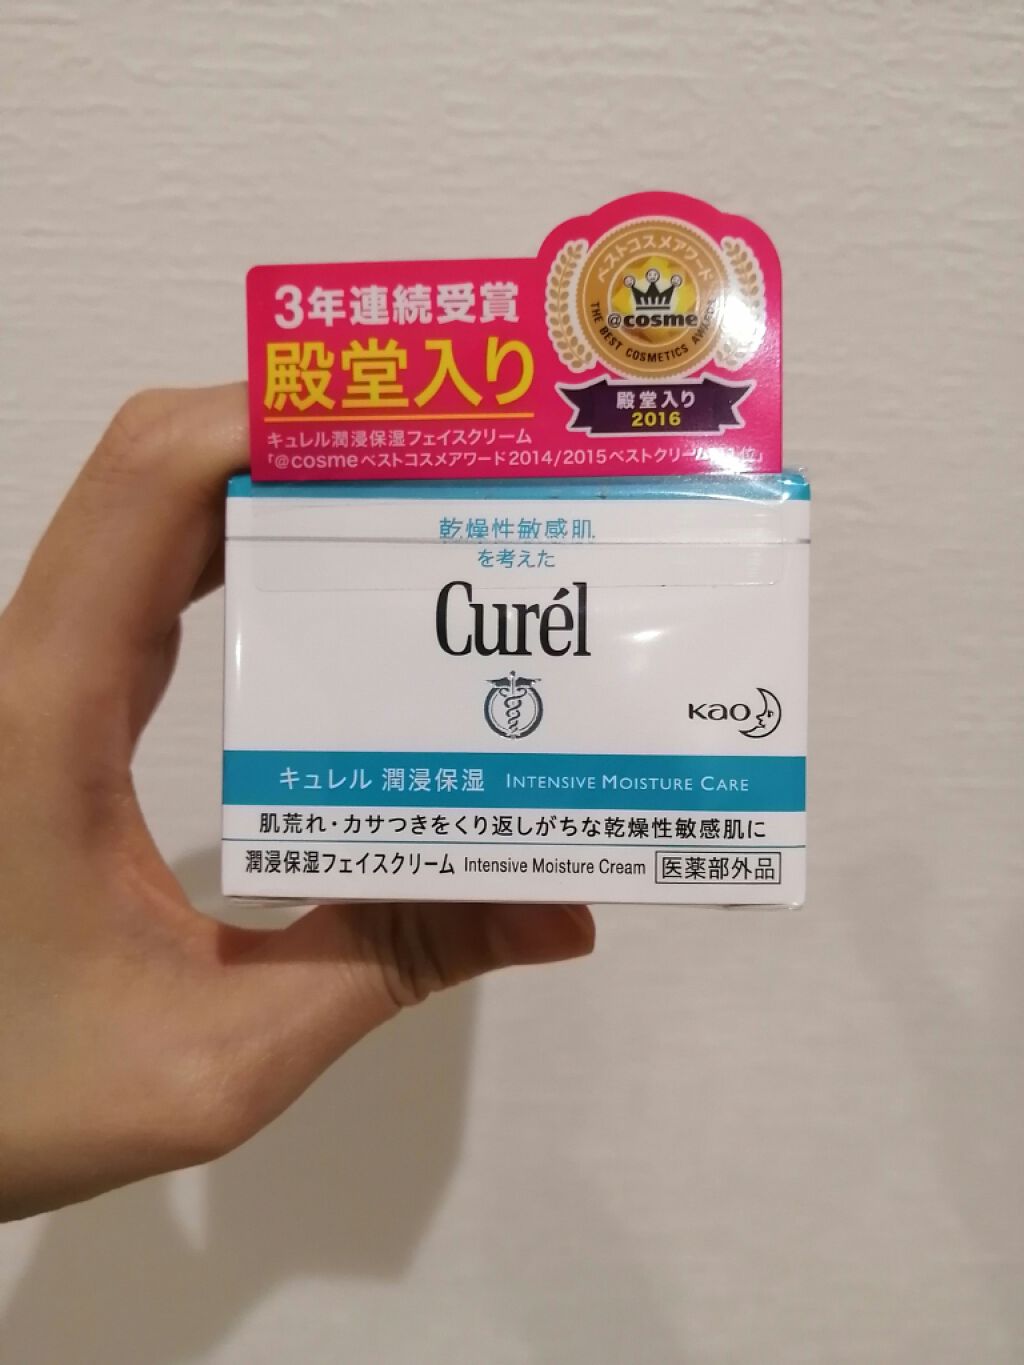 3年連続受賞
殿堂入り
キュレル潤浸保湿フェイスクリーム
「@cosmeベストコスメアワード2014/2015ベストクリーム 1位」
ベストコスメアワード
@cosme
THE BEST COSMETICS AWARDS
殿堂入り
2016
乾燥性敏感肌
を考えた
Curél
Kao
キュレル 潤浸保湿 INTENSIVE MOISTURE CARE
肌荒れ・カサつきをくり返しがちな乾燥性敏感肌に
潤浸保湿フェイスクリーム Intensive Moisture Cream 医薬部外品